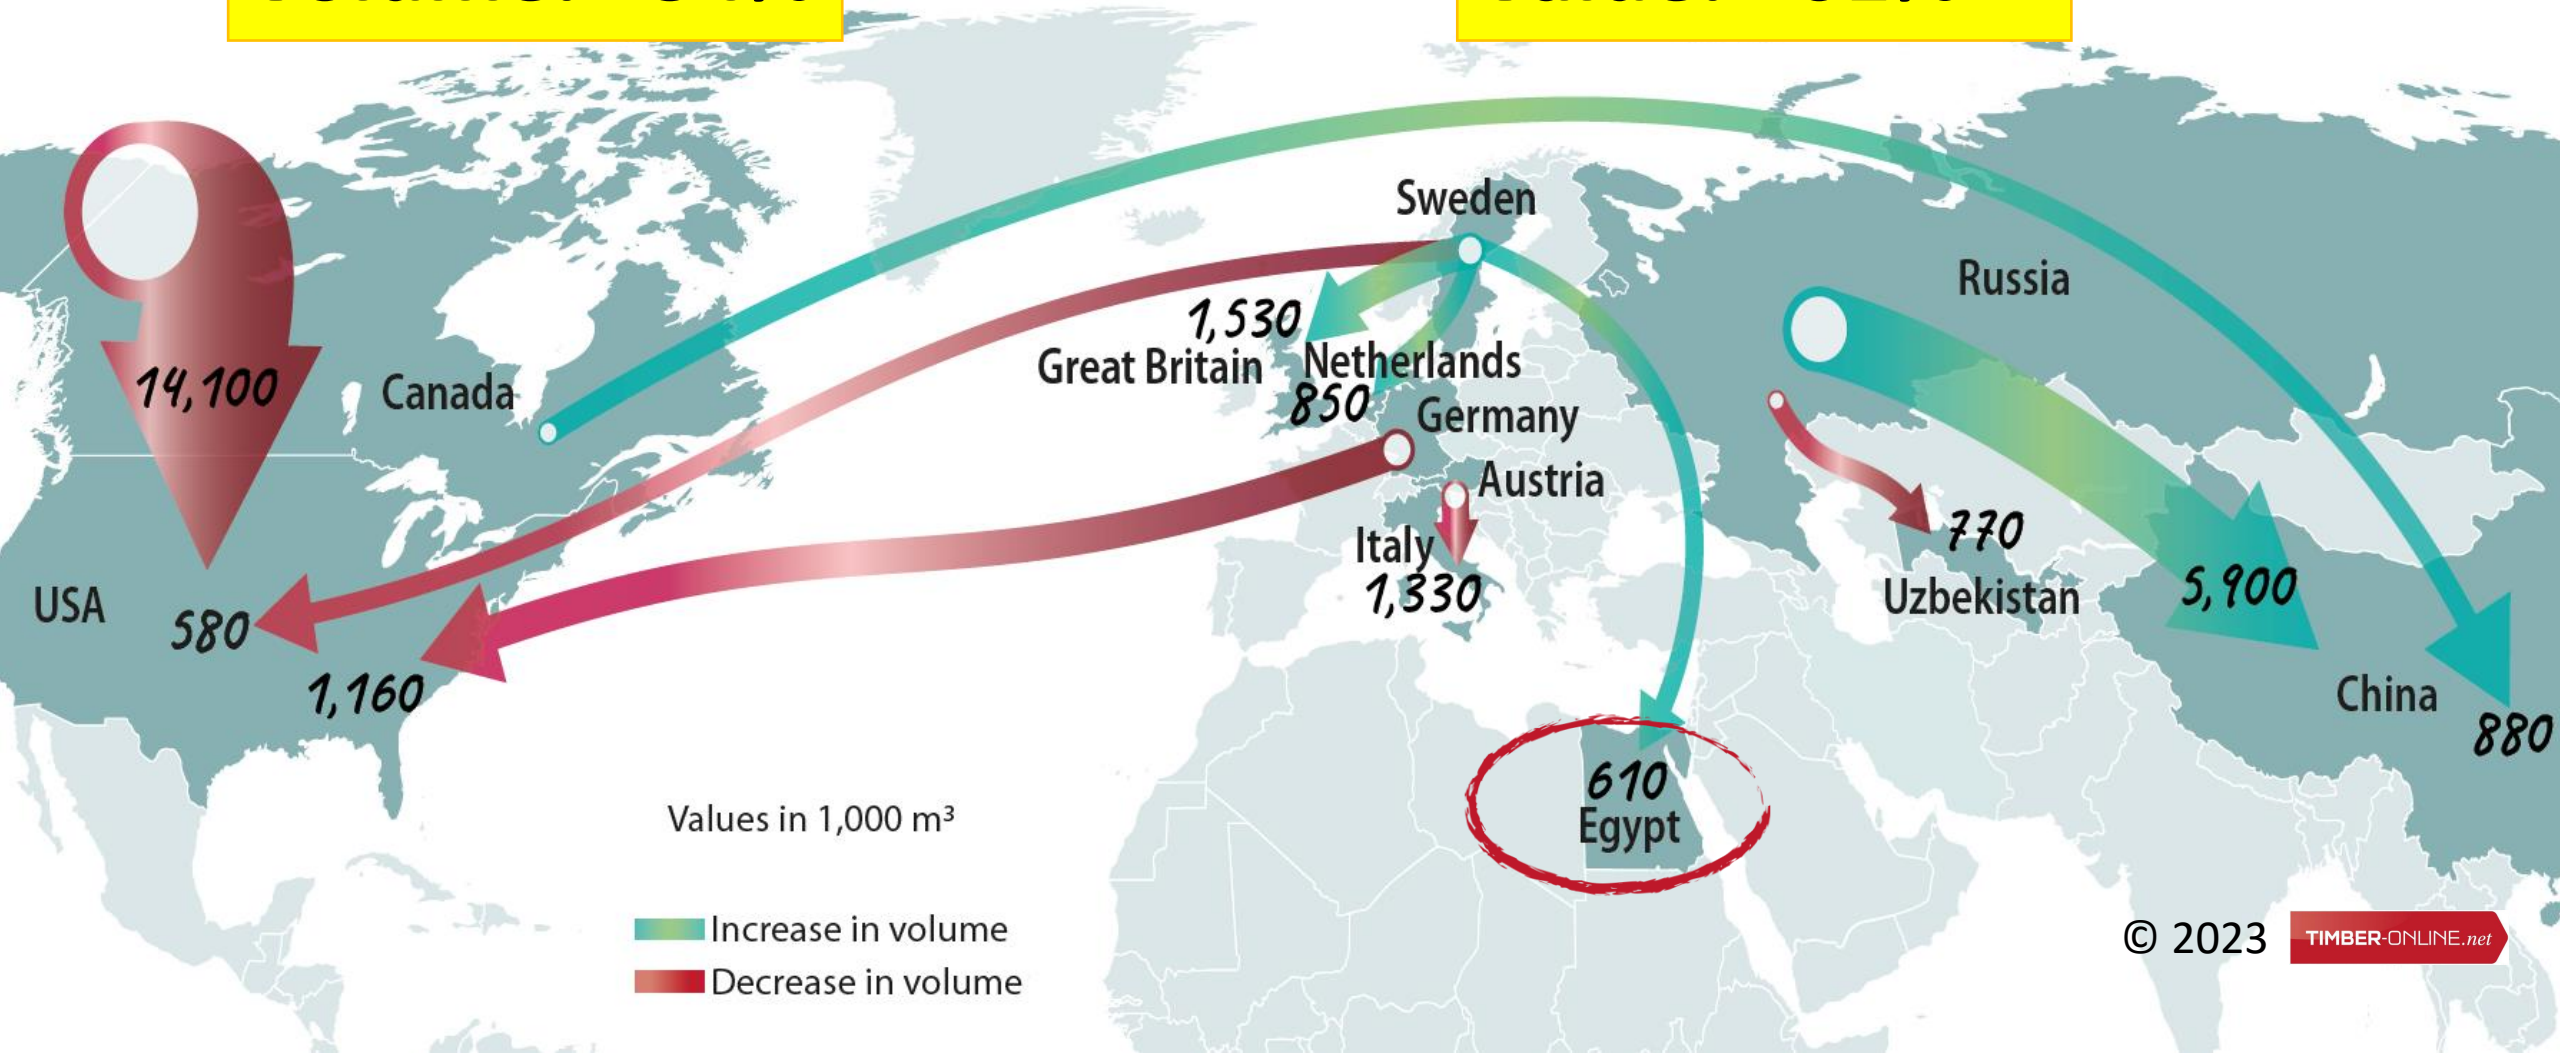 Sweden
Russia
1,530
Great Britain
Netherlands
850
Germany
14,100
Canada
Austria
Italy
1,330
770
Uzbekistan
5,900
USA
580
1,160
China
880
610
Egypt
Values in 1,000 m³
Increase in volume
Decrease in volume
© 2023
TIMBER-ONLINE.net